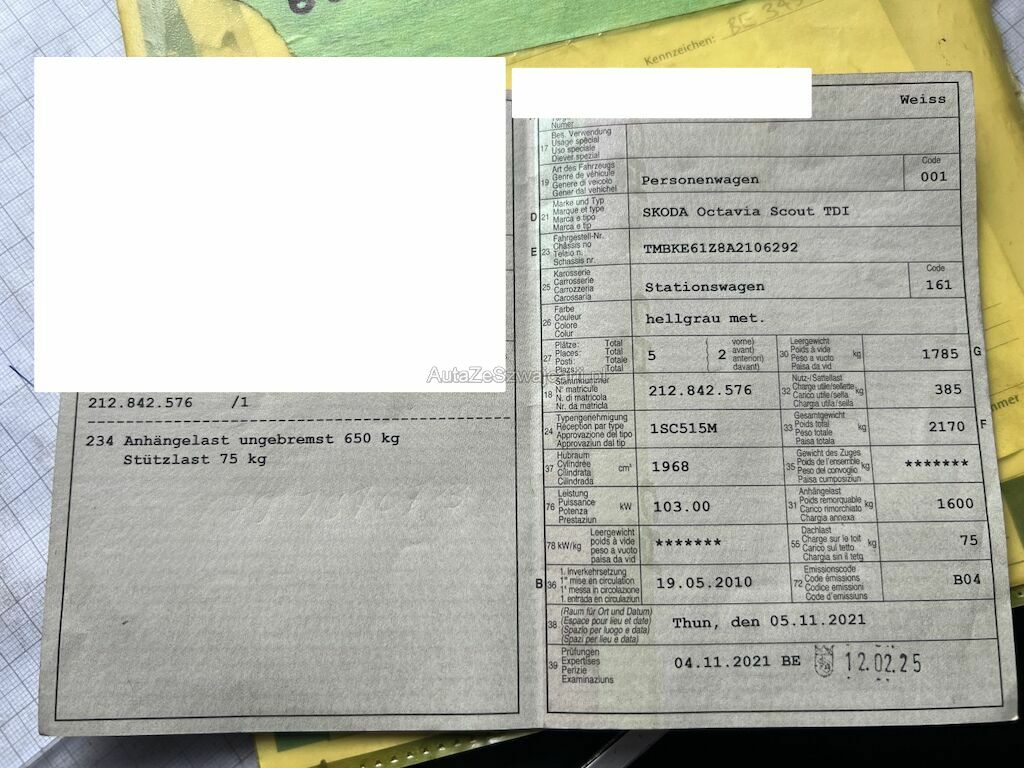 Kennzeichen: BE 343
Weiss
Numer
17 Bes. Verwendung
Usage spécial
Uso speciale
Diever spezial
19 Art des Fahrzeugs
Genre de véhicule
Genere di veicolo
Gener dal vehichel
Personenwagen
Code
001
D 21 Marke und Typ
Marque et type
Marca e tipo
Marca e tip
SKODA Octavia Scout TDI
E 23 Fahrgestell-Nr.
Châssis no
Telaio n.
Schassis nr.
TMBKE61Z8A2106292
25 Karosserie
Carrosserie
Carrozzeria
Carossaria
Stationswagen
Code
161
26 Farbe
Couleur
Colore
Colur
hellgrau met.
27 Plätze: Total
Places: Total
Posti: Totale
Plazs: Total
5 ( 2 vorne)
avant)
anteriori)
davant)
30 Leergewicht
Poids à vide
Peso a vuoto
Paisa da vid
kg
1785 G
18 Stammnummer
N° matricule
N. di matricola
Nr. da matricla
212.842.576
32 Nutz-/Sattellast
Charge utile/sellette
Carico utile/sella
Chargia utila/sella
kg
385
24 Typengenehmigung
Réception par type
Approvazione del tipo
Approvaziun dal tip
1SC515M
33 Gesamtgewicht
Poids total
Peso totale
Paisa totala
kg
2170 F
37 Hubraum
Cylindrée
Cilindrata
Cilindrada
cm³
1968
35 Gewicht des Zuges
Poids de l'ensemble
Peso del convoglio
Paisa cumposiziun
kg
*******
76 Leistung
Puissance
Potenza
Prestaziun
kW
103.00
31 Anhängelast
Poids remorquable
Carico rimorchiato
Chargia annexa
kg
1600
78 kW/kg Leergewicht
poids à vide
peso a vuoto
paisa da vid
*******
55 Dachlast
Charge sur le toit
Carico sul tetto
Chargia sin il tetg
kg
75
B 36 1. Inverkehrsetzung
1re mise en circulation
1a messa in circolazione
1. entrada en circulaziun
19.05.2010
72 Emissionscode
Code émissions
Codice emissioni
Code d'emissiuns
B04
38 (Raum für Ort und Datum)
(Espace pour lieu et date)
(Spazio per luogo e data)
(Spazi per lieu e data)
Thun, den 05.11.2021
39 Prüfungen
Expertises
Perizie
Examinaziuns
04.11.2021 BE 12.02.25
212.842.576 /1
234 Anhängelast ungebremst 650 kg
Stützlast 75 kg